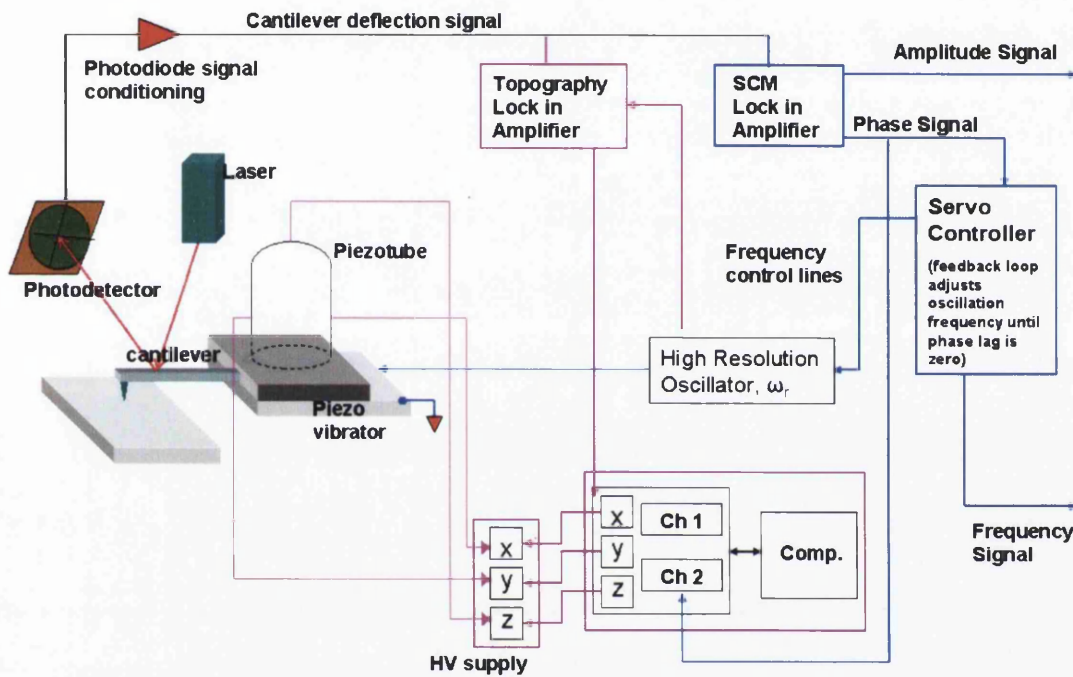 Cantilever deflection signal
Photodiode signal
conditioning
Topography
Lock in
Amplifier
SCM
Lock in
Amplifier
Amplitude Signal
Phase Signal
Laser
Piezotube
Photodetector
cantilever
Piezo
vibrator
Frequency
control lines
Servo
Controller
(feedback loop
adjusts
oscillation
frequency until
phase lag is
zero)
High Resolution
Oscillator, ωr
x
y
z
HV supply
x
y
z
Ch 1
Ch 2
Comp.
Frequency
Signal